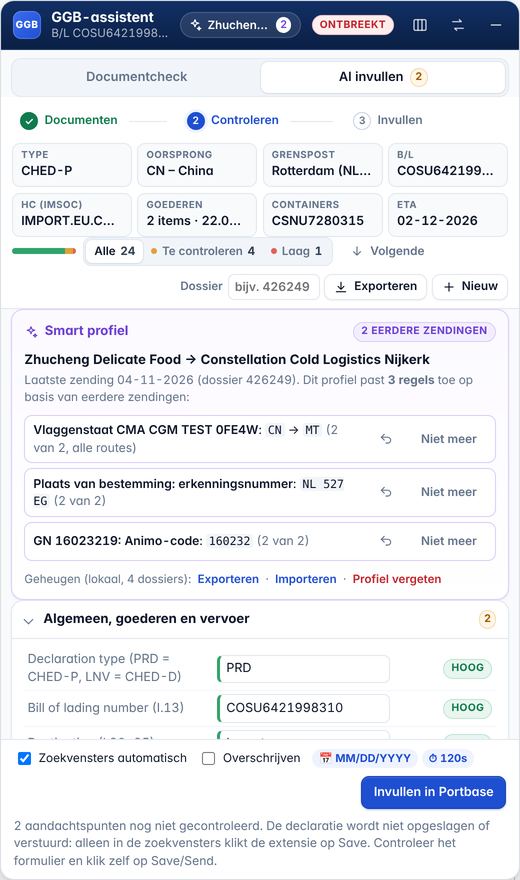 GGB
GGB-assistent
B/L COSU6421998...
Zhuchen... 2
ONTBREEKT
Documentcheck
AI invullen 2
Documenten
2 Controleren
3 Invullen
TYPE
CHED-P
OORSPRONG
CN – China
GRENSPOST
Rotterdam (NL...
B/L
COSU642199...
HC (IMSOC)
IMPORT.EU.C...
GOEDEREN
2 items · 22.0...
CONTAINERS
CSNU7280315
ETA
02-12-2026
Alle 24
Te controleren 4
Laag 1
↓ Volgende
Dossier
bijv. 426249
Exporteren
+ Nieuw
Smart profiel
2 EERDERE ZENDINGEN
Zhucheng Delicate Food → Constellation Cold Logistics Nijkerk
Laatste zending 04-11-2026 (dossier 426249). Dit profiel past 3 regels toe op
basis van eerdere zendingen:
Vlaggenstaat CMA CGM TEST 0FE4W: CN → MT (2
van 2, alle routes)
Niet meer
Plaats van bestemming: erkenningsnummer: NL 527
EG (2 van 2)
Niet meer
GN 16023219: Animo-code: 160232 (2 van 2)
Niet meer
Geheugen (lokaal, 4 dossiers): Exporteren · Importeren · Profiel vergeten
Algemeen, goederen en vervoer
2
Declaration type (PRD =
CHED-P, LNV = CHED-D)
PRD
HOOG
Bill of lading number (I.13)
COSU6421998310
HOOG
Zoekvensters automatisch
Overschrijven
📅 MM/DD/YYYY
⏱ 120s
Invullen in Portbase
2 aandachtspunten nog niet gecontroleerd. De declaratie wordt niet opgeslagen of
verstuurd: alleen in de zoekvensters klikt de extensie op Save. Controleer het
formulier en klik zelf op Save/Send.